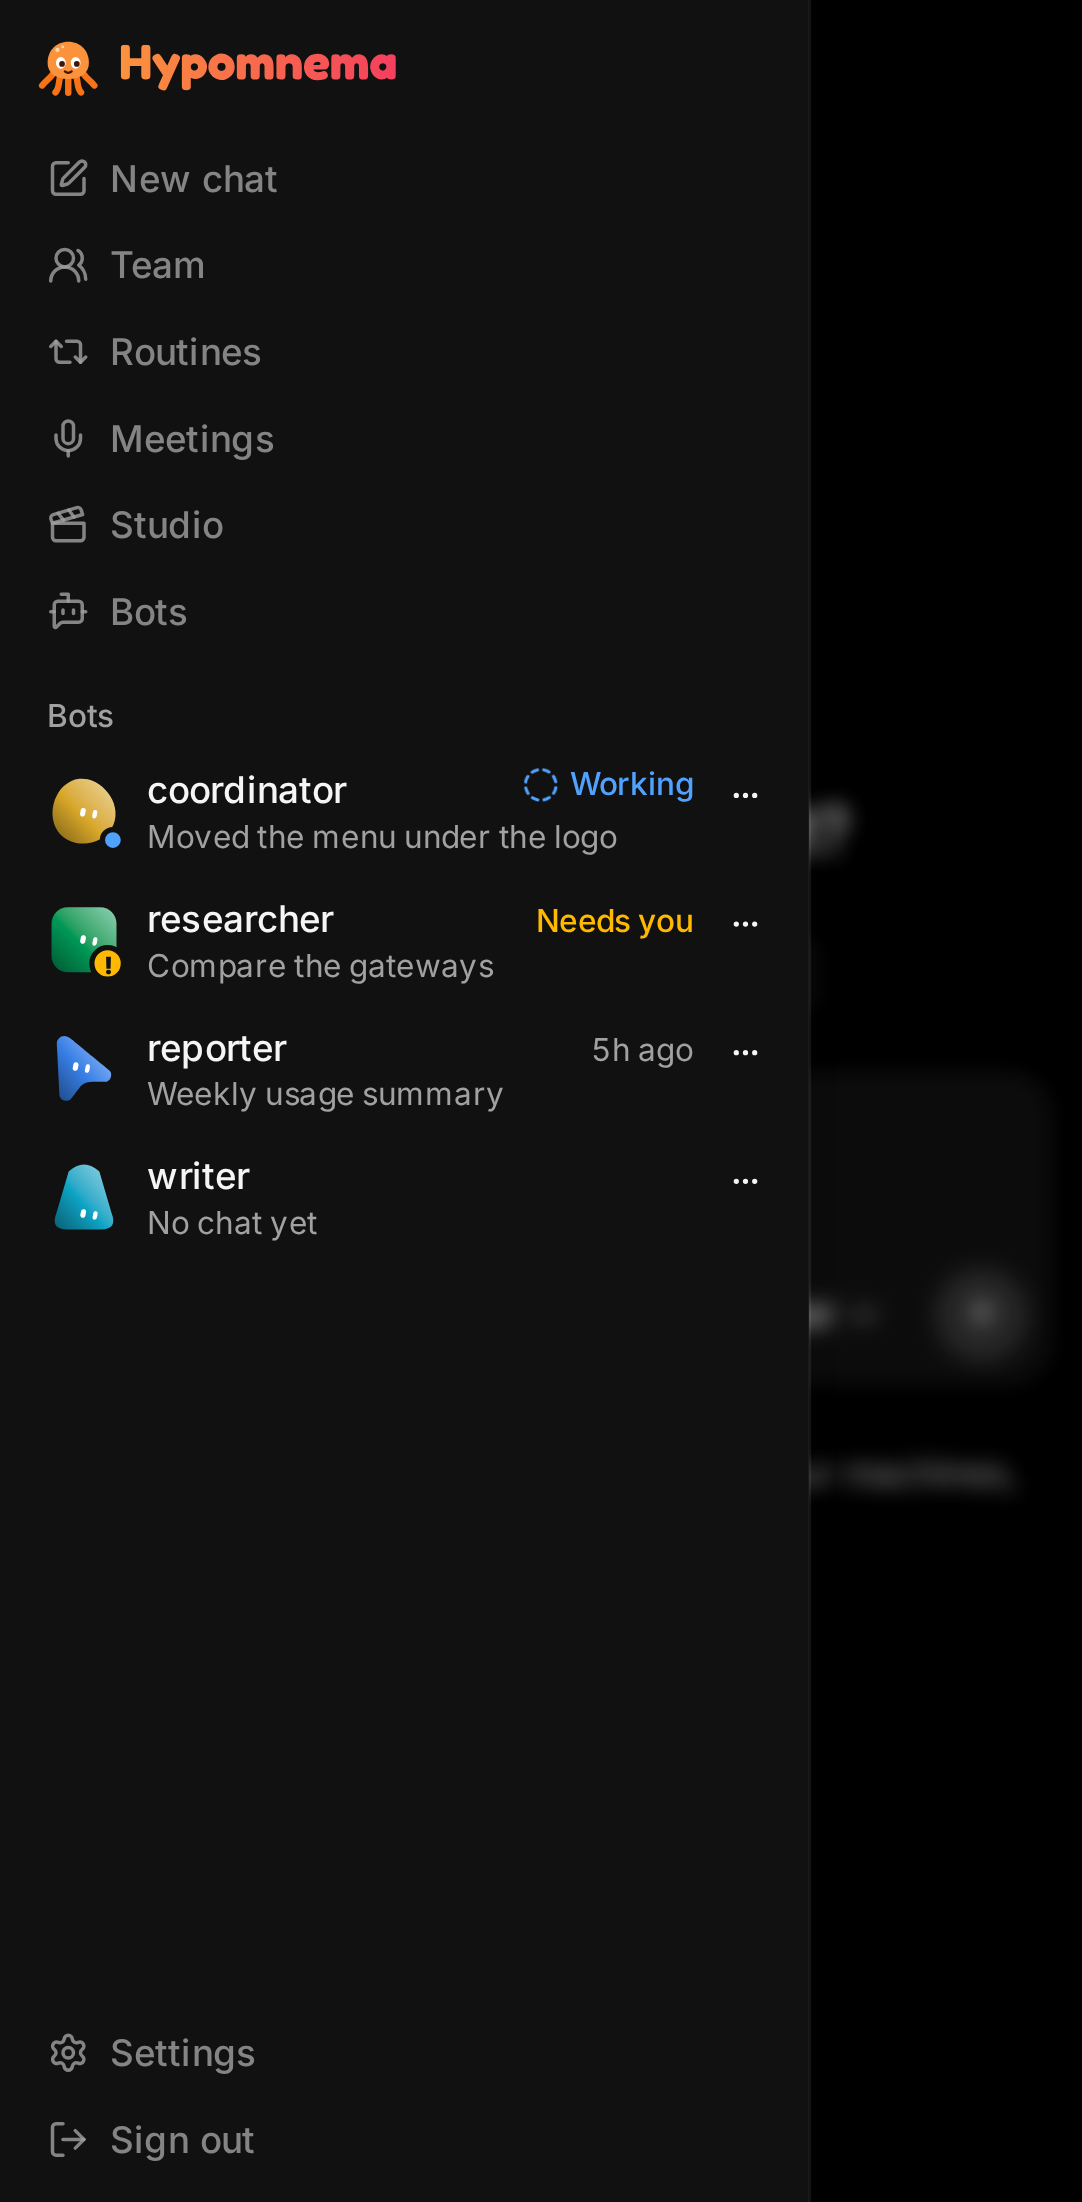 Hypomnema
New chat
Team
Routines
Meetings
Studio
Bots
Bots
coordinator
Working
Moved the menu under the logo
researcher
Needs you
Compare the gateways
reporter
5h ago
Weekly usage summary
writer
No chat yet
Settings
Sign out